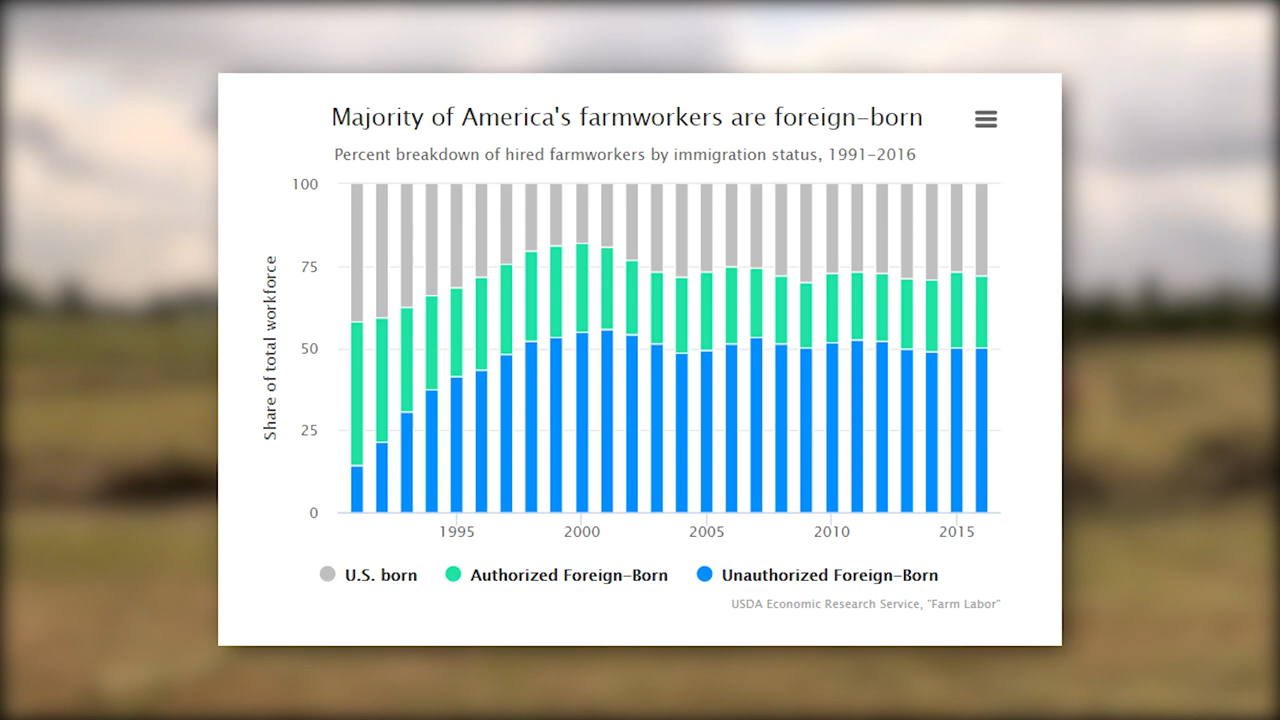 Majority of America's farmworkers are foreign-born
Percent breakdown of hired farmworkers by immigration status, 1991-2016
Share of total workforce
100
75
50
25
0
1995 2000 2005 2010 2015
U.S. born Authorized Foreign-Born Unauthorized Foreign-Born
USDA Economic Research Service, "Farm Labor"